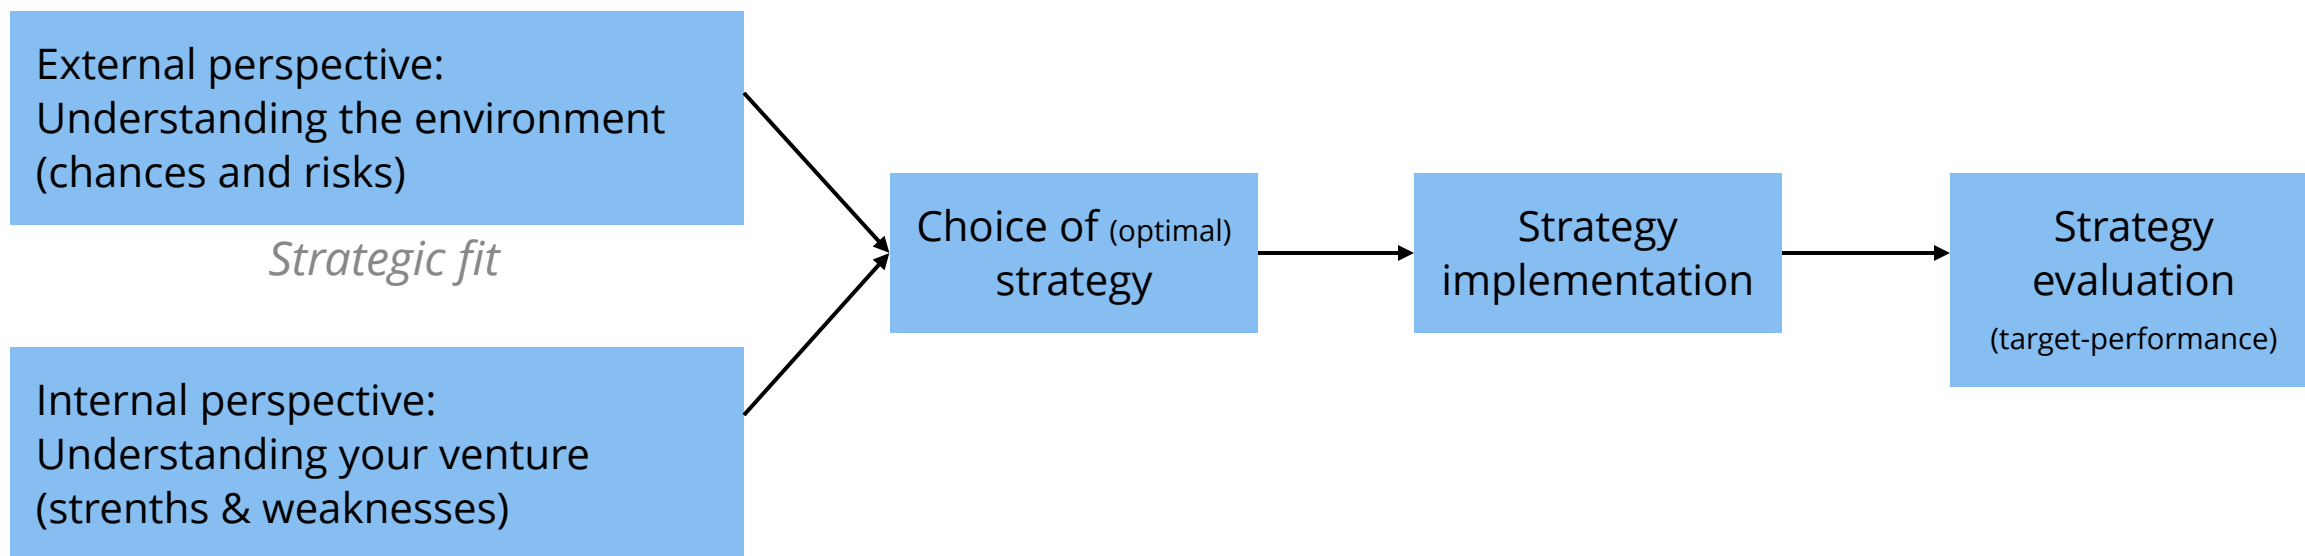 External perspective:
Understanding the environment
(chances and risks)
Strategic fit
Internal perspective:
Understanding your venture
(strenths & weaknesses)
Choice of (optimal)
strategy
Strategy
implementation
Strategy
evaluation
(target-performance)